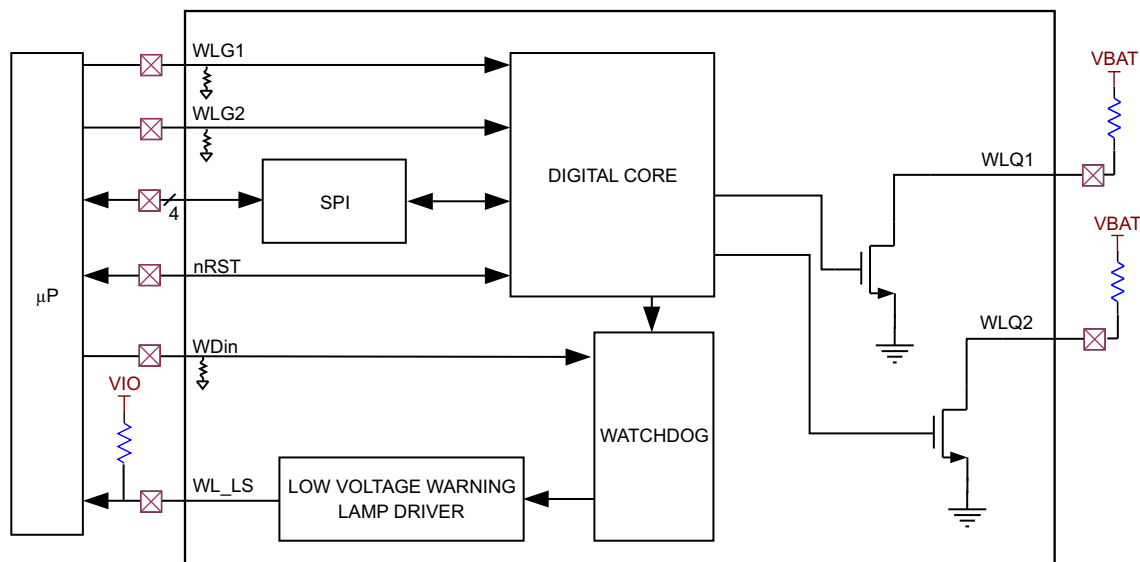 WLG1
VBAT
WLG2
WLQ1
DIGITAL CORE
SPI
4
VBAT
nRST
μP
WLQ2
WDin
VIO
WATCHDOG
WL_LS
LOW VOLTAGE WARNING
LAMP DRIVER